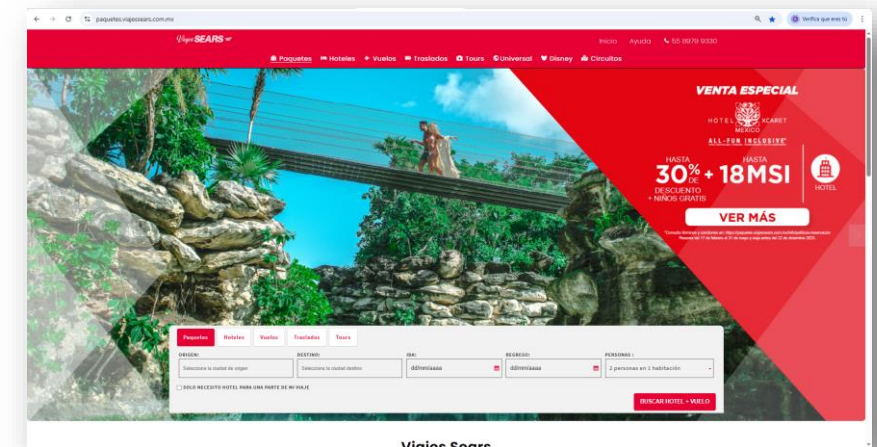 paquetes.viajessears.com.mx
Verifica que eres tú
Viajes SEARS
Inicio Ayuda 55 8979 9330
Paquetes Hoteles Vuelos Traslados Tours Universal Disney Circuitos
VENTA ESPECIAL
HOTEL XCARET
MEXICO
ALL-FUN INCLUSIVE
HASTA 30% DE DESCUENTO + NIÑOS GRATIS
+ HASTA 18 MSI
HOTEL
VER MÁS
Paquetes Hoteles Vuelos Traslados Tours
ORIGEN: DESTINO: IDA: REGRESO: PERSONAS :
Selecciona la ciudad de origen Selecciona la ciudad destino dd/mm/aaaa dd/mm/aaaa 2 personas en 1 habitación
SOLO NECESITO HOTEL PARA UNA PARTE DE MI VIAJE
BUSCAR HOTEL + VUELO
Viajes Sears